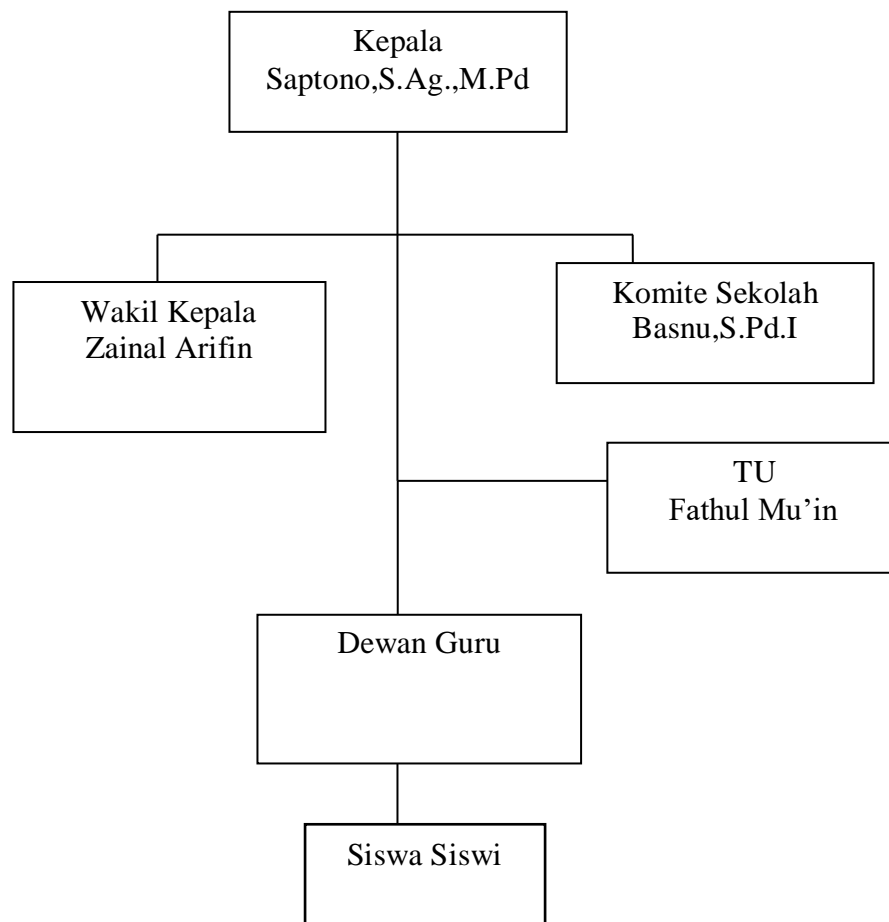 Kepala
Saptono,S.Ag.,M.Pd
Wakil Kepala
Zainal Arifin
Komite Sekolah
Basnu,S.Pd.I
TU
Fathul Mu’in
Dewan Guru
Siswa Siswi